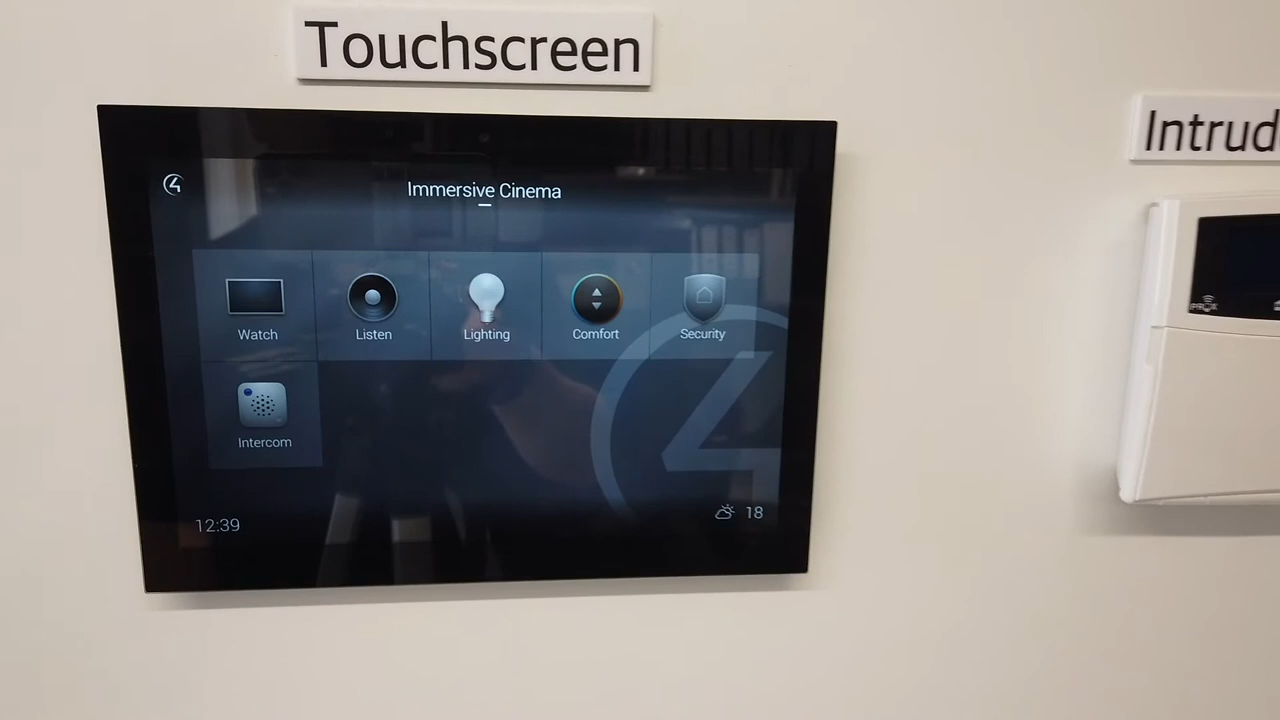 Touchscreen
Intrud
Immersive Cinema
Watch
Listen
Lighting
Comfort
Security
Intercom
12:39
18